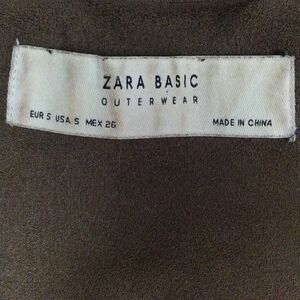 ZARA BASIC
OUTERWEAR
EUR S USA S MEX 26 MADE IN CHINA